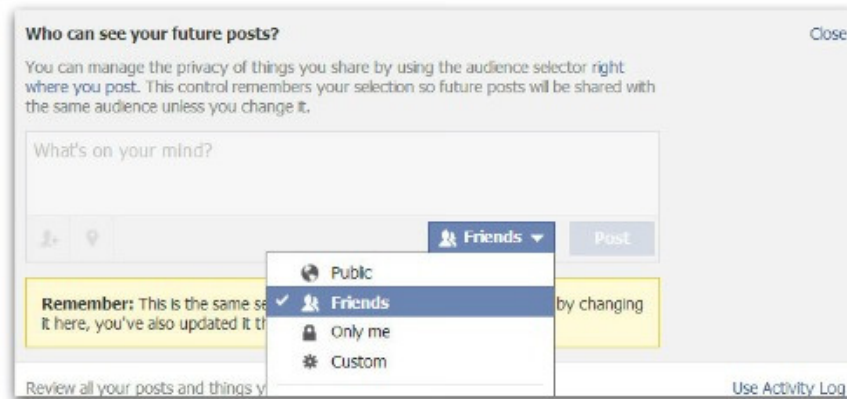 Who can see your future posts?
Close
You can manage the privacy of things you share by using the audience selector right
where you post. This control remembers your selection so future posts will be shared with
the same audience unless you change it.
What's on your mind?
Friends
Post
Public
Remember: This is the same se
Friends
by changing
it here, you've also updated it th
Only me
Custom
Review all your posts and things y
Use Activity Log